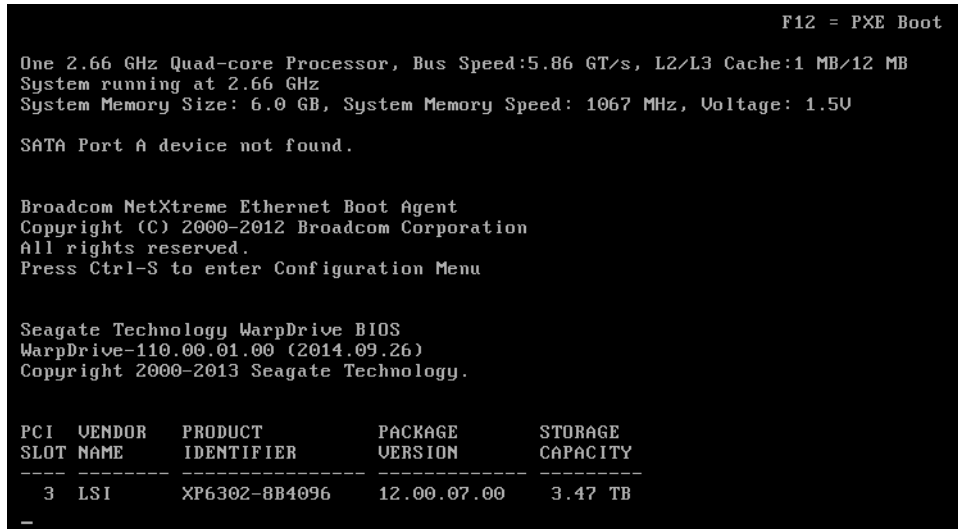 F12 = PXE Boot
One 2.66 GHz Quad-core Processor, Bus Speed:5.86 GT/s, L2/L3 Cache:1 MB/12 MB
System running at 2.66 GHz
System Memory Size: 6.0 GB, System Memory Speed: 1067 MHz, Voltage: 1.5V
SATA Port A device not found.
Broadcom NetXtreme Ethernet Boot Agent
Copyright (C) 2000-2012 Broadcom Corporation
All rights reserved.
Press Ctrl-S to enter Configuration Menu
Seagate Technology WarpDrive BIOS
WarpDrive-110.00.01.00 (2014.09.26)
Copyright 2000-2013 Seagate Technology.
PCI  VENDOR   PRODUCT          PACKAGE       STORAGE
SLOT NAME     IDENTIFIER       VERSION       CAPACITY
---- -------- ---------------- ------------- ---------
  3  LSI      XP6302-8B4096    12.00.07.00    3.47 TB
_